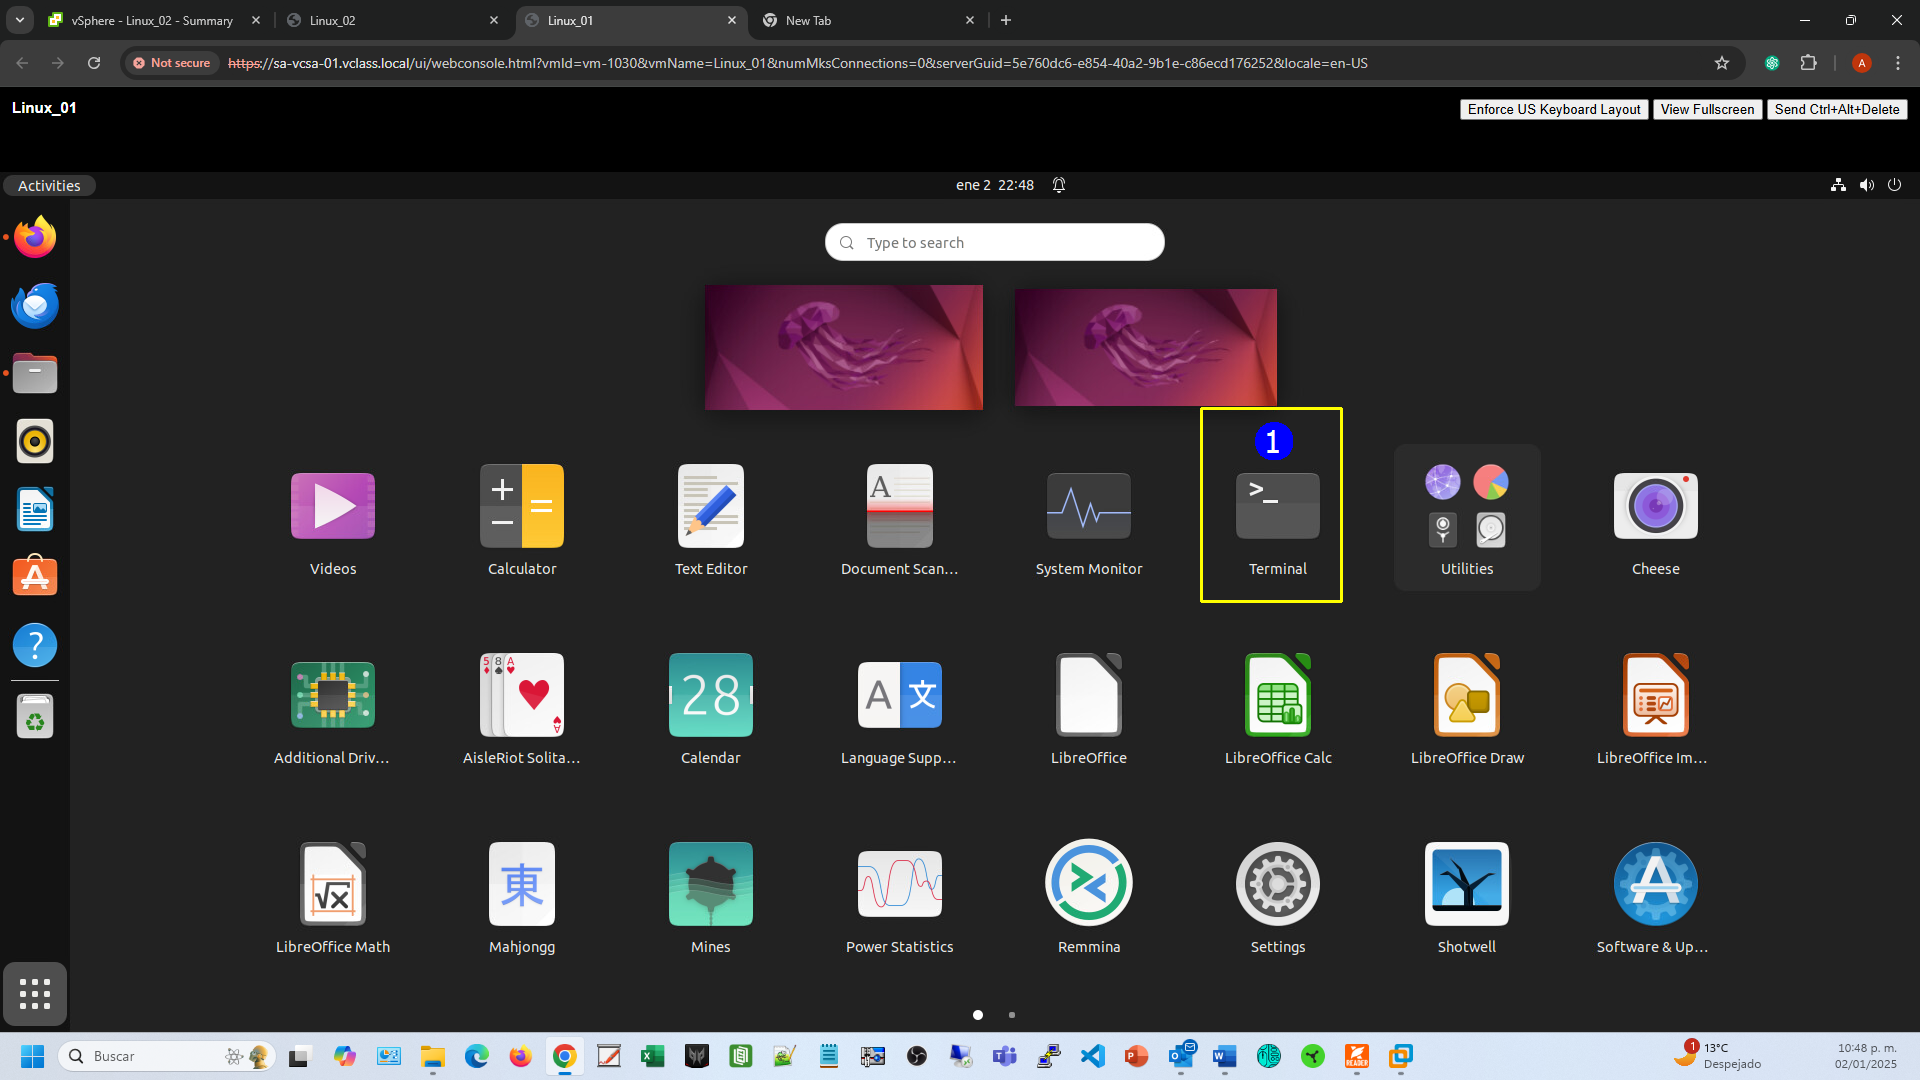 vSphere - Linux_02 - Summary
Linux_02
Linux_01
New Tab
Not secure
https://sa-vcsa-01.vclass.local/ui/webconsole.html?vmId=vm-1030&vmName=Linux_01&numMksConnections=0&serverGuid=5e760dc6-e854-40a2-9b1e-c86ecd176252&locale=en-US
A
Linux_01
Enforce US Keyboard Layout
View Fullscreen
Send Ctrl+Alt+Delete
Activities
ene 2 22:48
Type to search
1
Videos
Calculator
Text Editor
Document Scan...
System Monitor
Terminal
Utilities
Cheese
28
Additional Driv...
AisleRiot Solita...
Calendar
Language Supp...
LibreOffice
LibreOffice Calc
LibreOffice Draw
LibreOffice Im...
東
LibreOffice Math
Mahjongg
Mines
Power Statistics
Remmina
Settings
Shotwell
Software & Up...
Buscar
1
13°C
Despejado
10:48 p. m.
02/01/2025